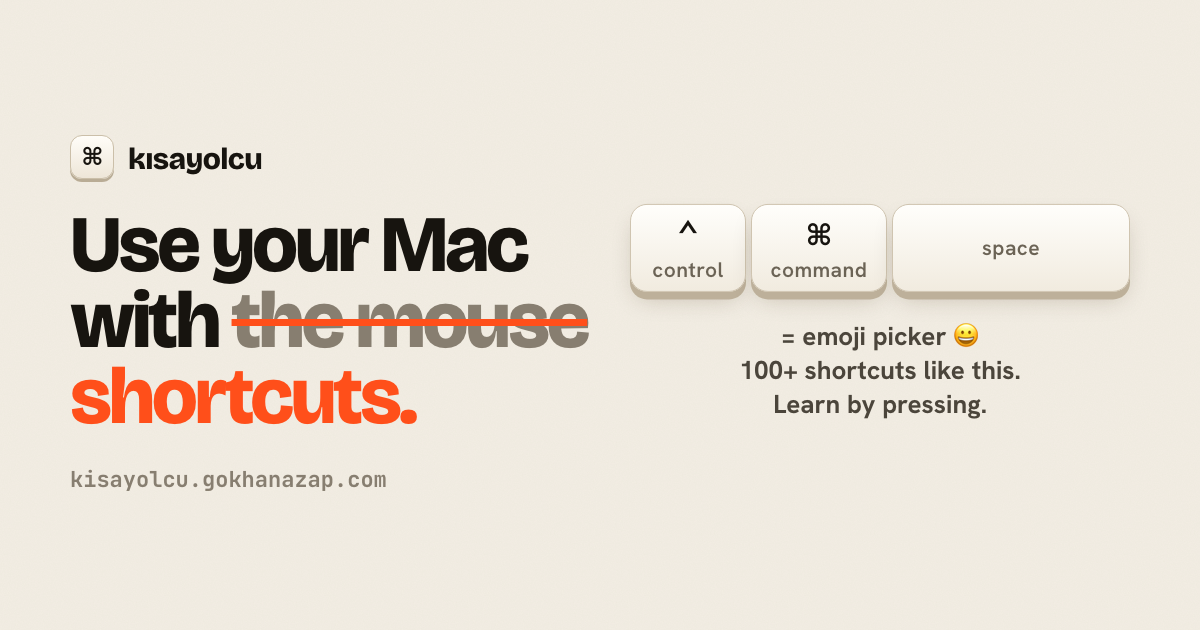 ⌘ kısayolcu
Use your Mac
with the mouse
shortcuts.
kisayolcu.gokhanazap.com
^ ⌘
control command space
= emoji picker 😀
100+ shortcuts like this.
Learn by pressing.